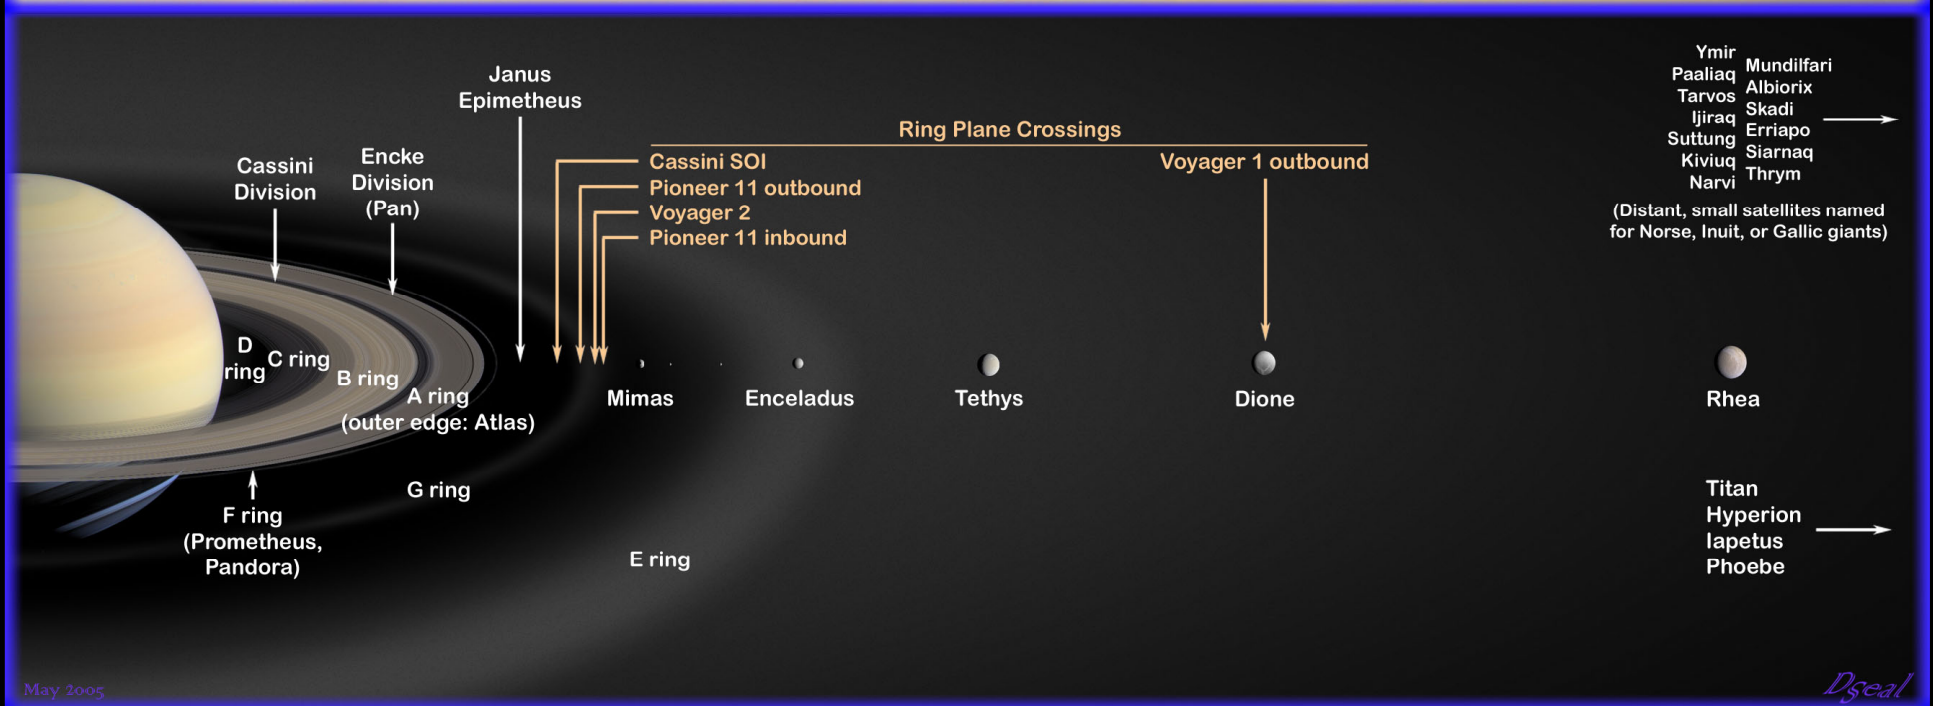 Janus
Epimetheus
Cassini
Division
Encke
Division
(Pan)
Ring Plane Crossings
Cassini SOI
Pioneer 11 outbound
Voyager 2
Pioneer 11 inbound
Voyager 1 outbound
Ymir
Paaliaq
Tarvos
Ijiraq
Suttung
Kiviuq
Narvi
Mundilfari
Albiorix
Skadi
Erriapo
Siarnaq
Thrym
(Distant, small satellites named
for Norse, Inuit, or Gallic giants)
D
ring
C ring
B ring
A ring
(outer edge: Atlas)
Mimas
Enceladus
Tethys
Dione
Rhea
G ring
F ring
(Prometheus,
Pandora)
E ring
Titan
Hyperion
Iapetus
Phoebe
May 2005
Dseal